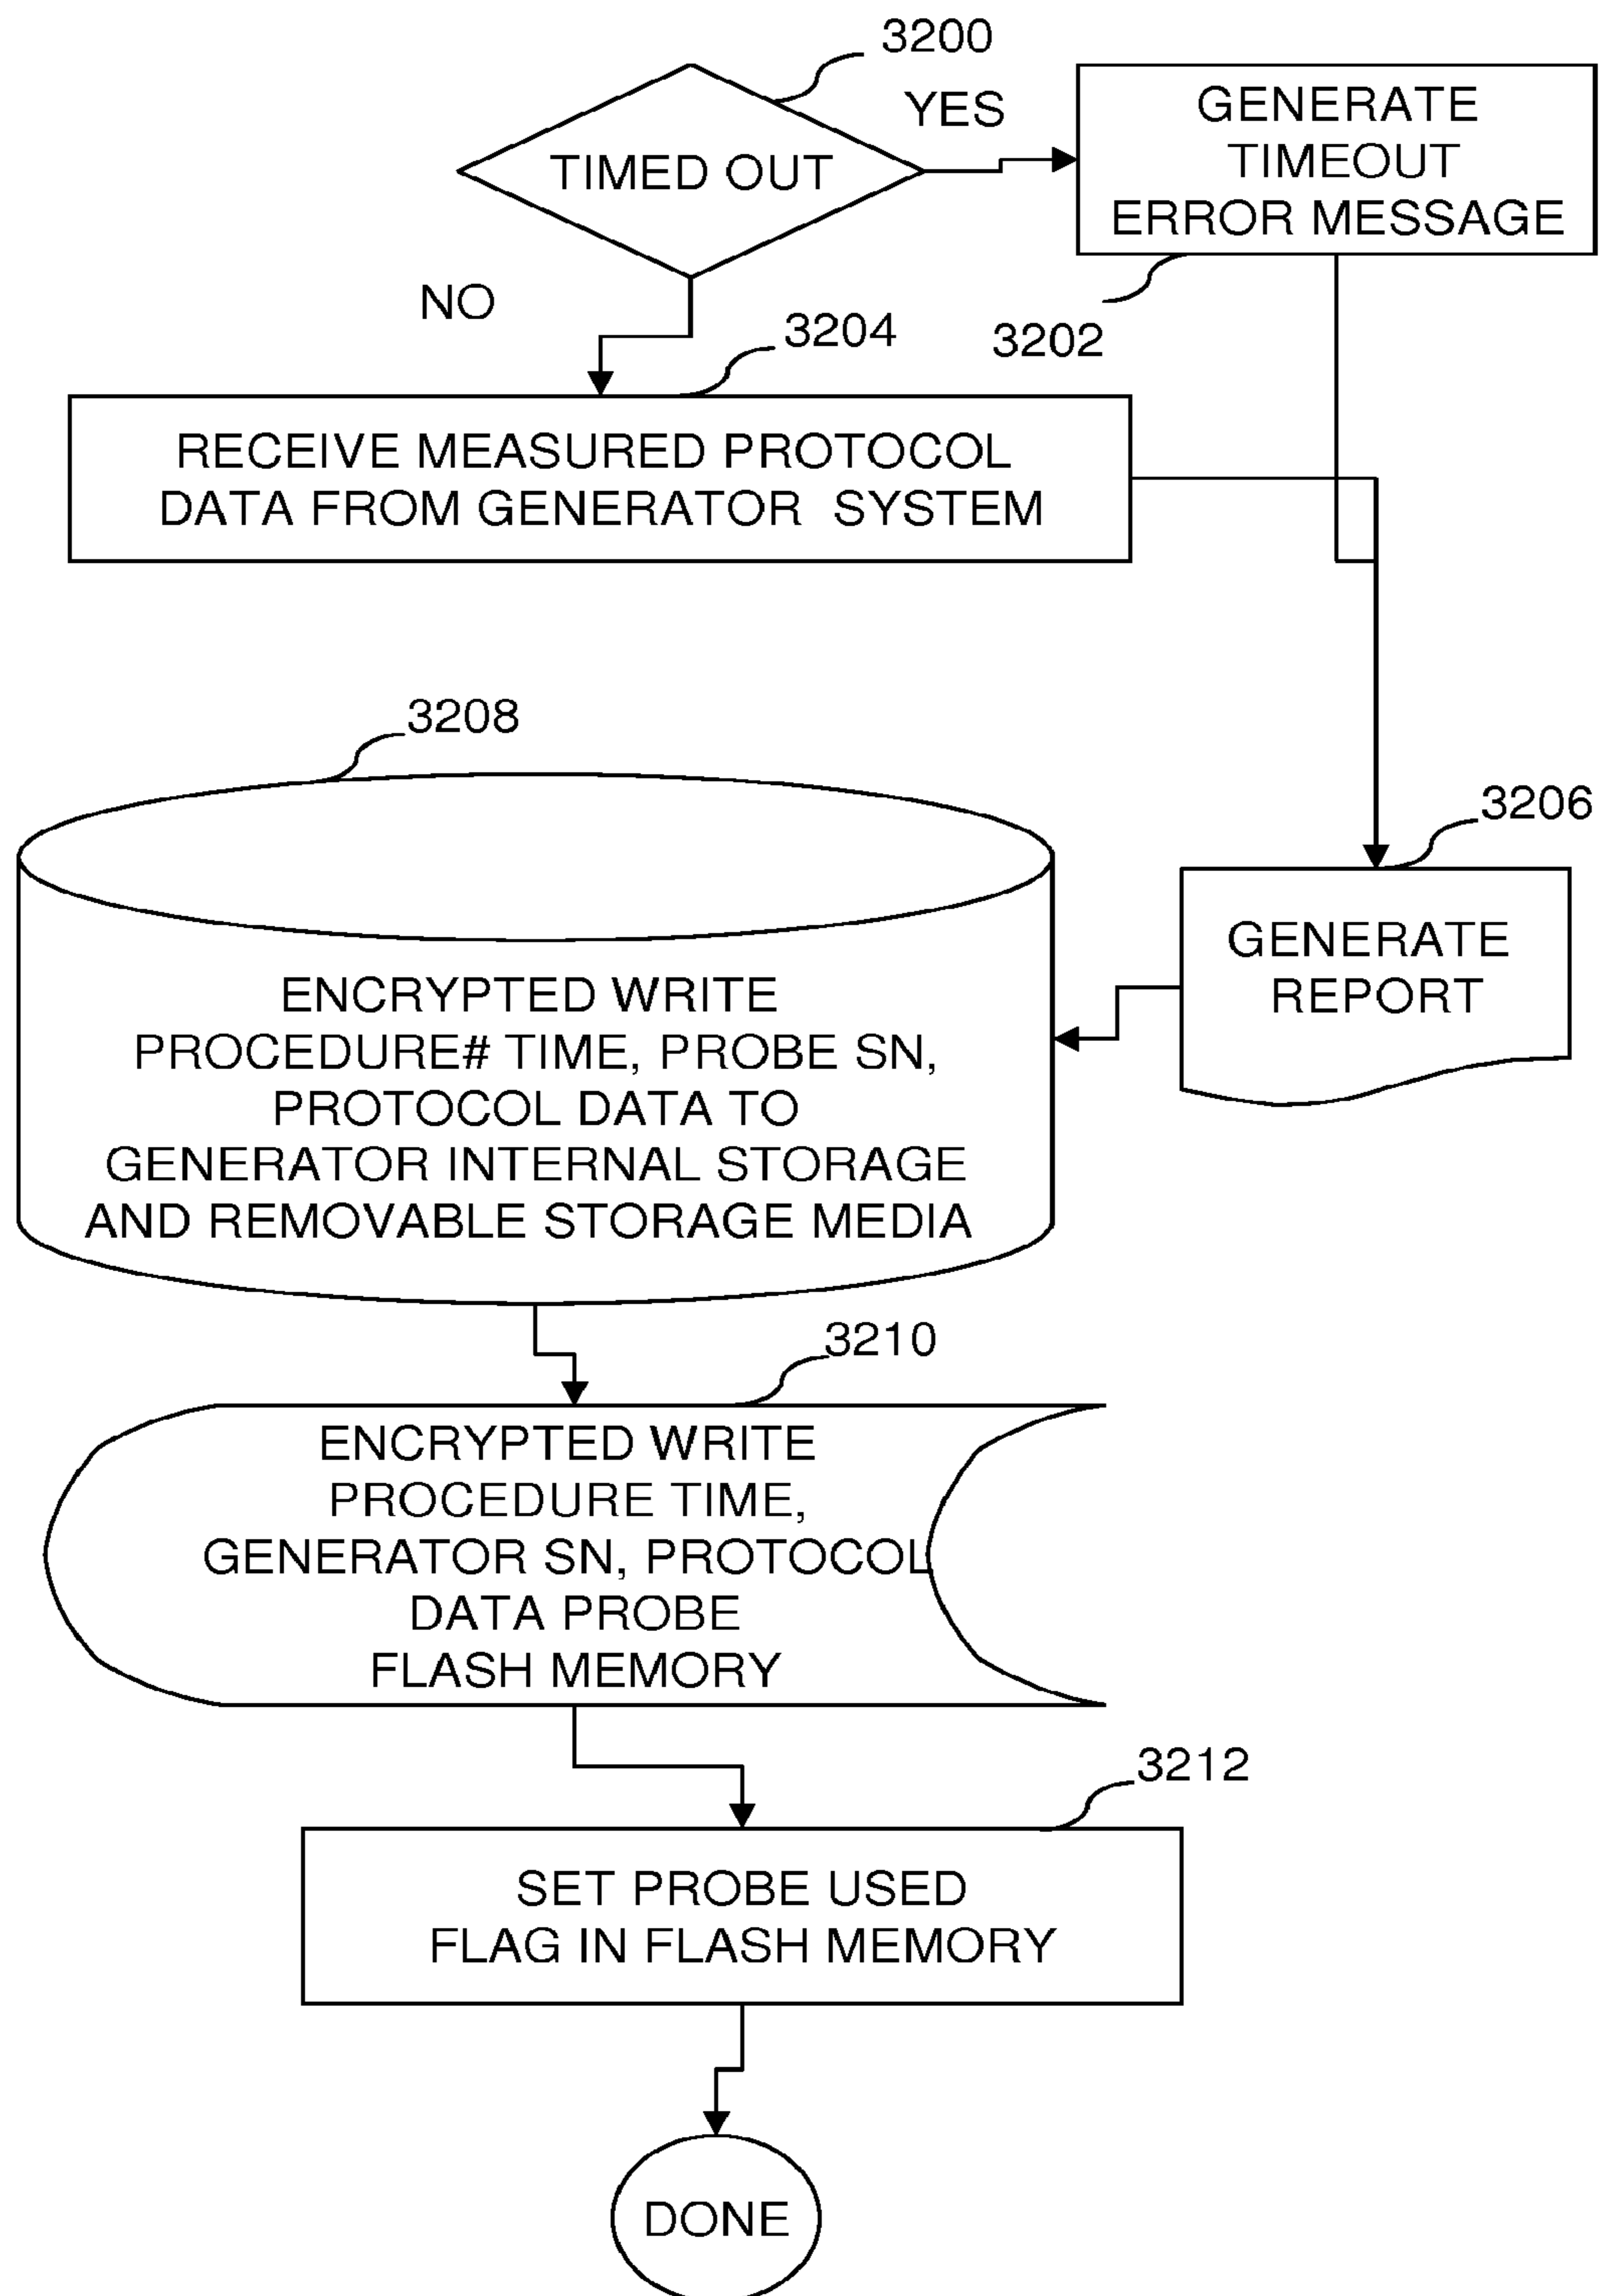 3200
YES
TIMED OUT
GENERATE
TIMEOUT
ERROR MESSAGE
NO
3204
3202
RECEIVE MEASURED PROTOCOL
DATA FROM GENERATOR SYSTEM
3208
3206
GENERATE
REPORT
ENCRYPTED WRITE
PROCEDURE# TIME, PROBE SN,
PROTOCOL DATA TO
GENERATOR INTERNAL STORAGE
AND REMOVABLE STORAGE MEDIA
3210
ENCRYPTED WRITE
PROCEDURE TIME,
GENERATOR SN, PROTOCOL
DATA PROBE
FLASH MEMORY
3212
SET PROBE USED
FLAG IN FLASH MEMORY
DONE